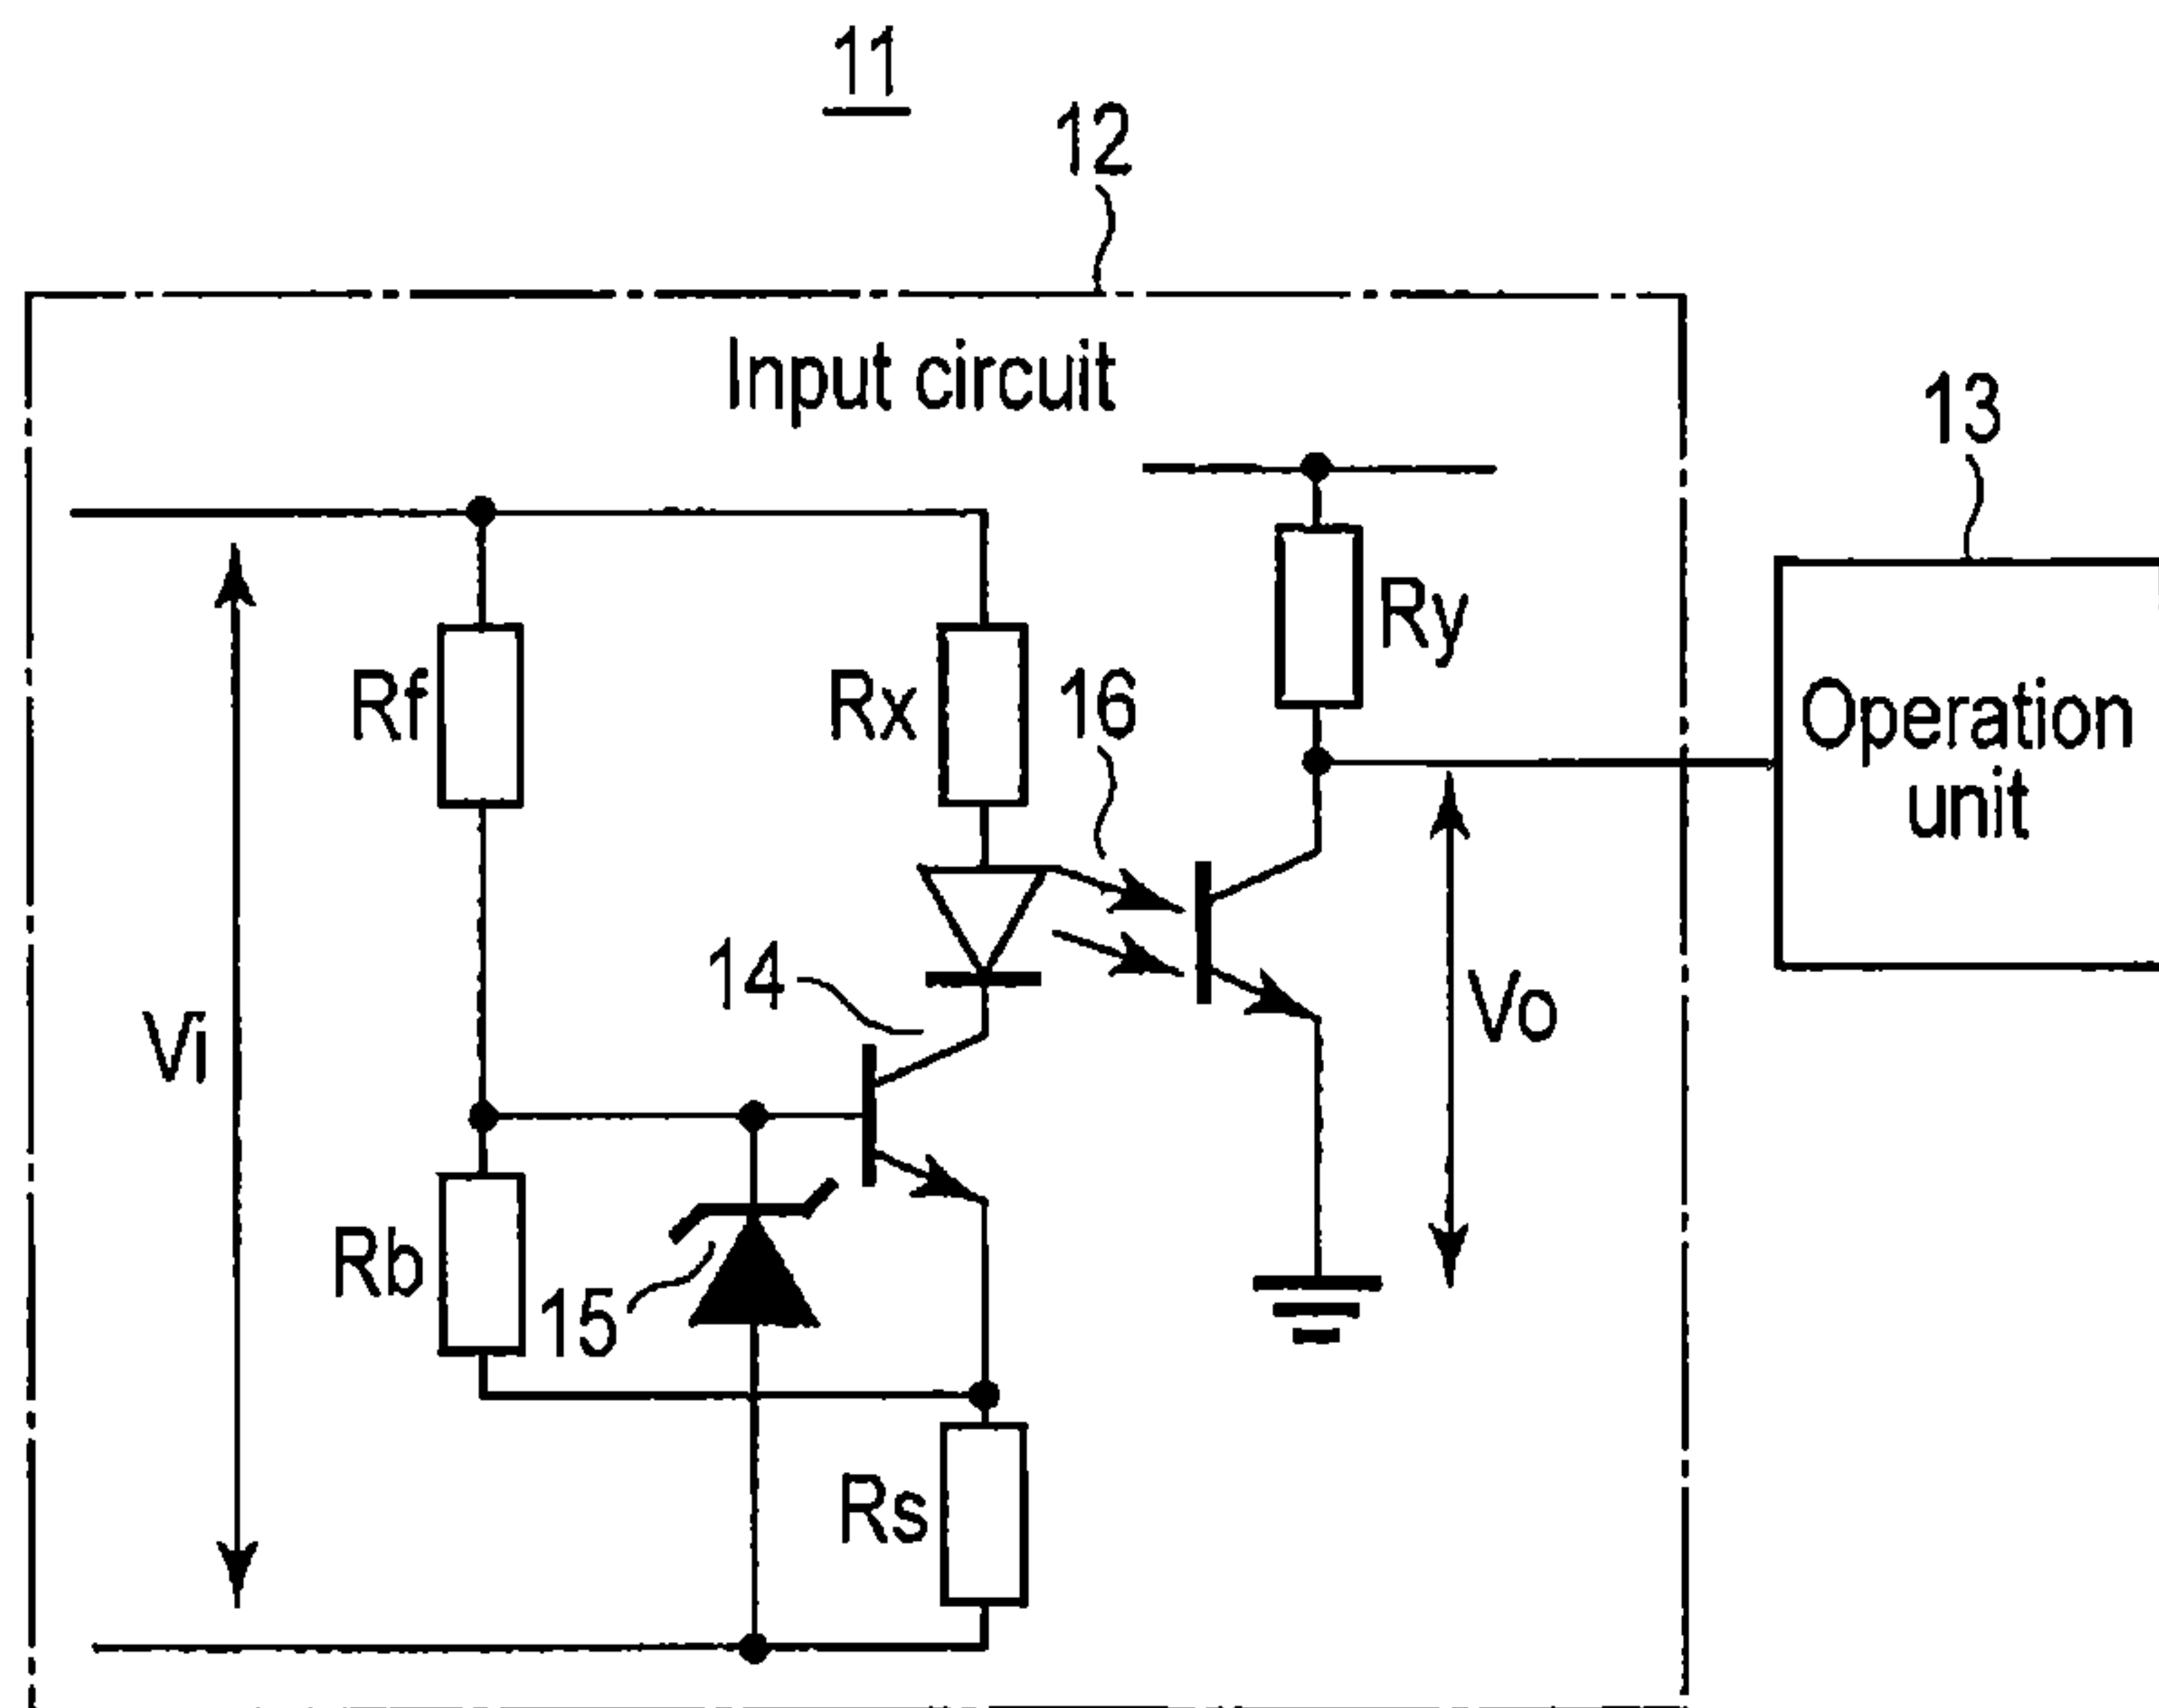 11
12
Input circuit
13
Rf
Rx
16
Ry
Operation
unit
14
Vi
Vo
Rb
15
Rs